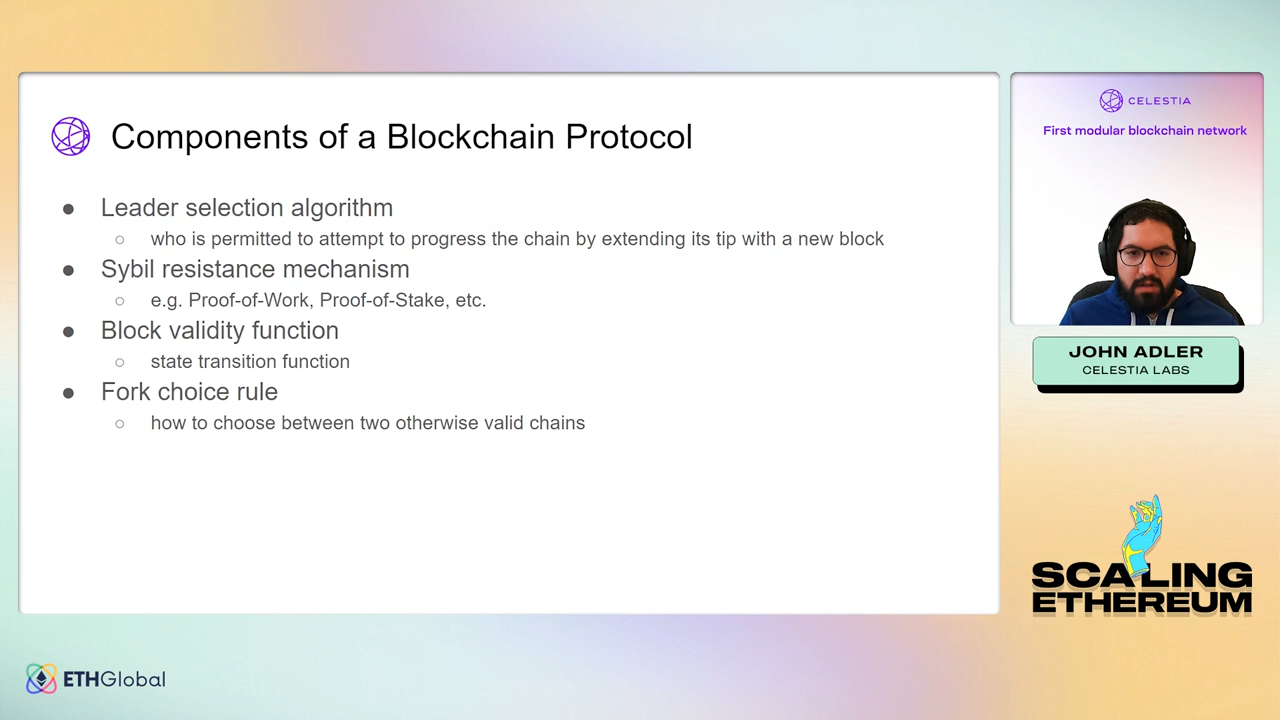 Components of a Blockchain Protocol
● Leader selection algorithm
○ who is permitted to attempt to progress the chain by extending its tip with a new block
● Sybil resistance mechanism
○ e.g. Proof-of-Work, Proof-of-Stake, etc.
● Block validity function
○ state transition function
● Fork choice rule
○ how to choose between two otherwise valid chains
CELESTIA
First modular blockchain network
JOHN ADLER
CELESTIA LABS
SCALING
ETHEREUM
ETHGlobal